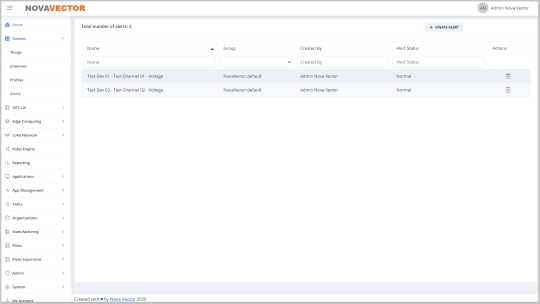 NOVAVECTOR
AM Admin Nova Vector
Home
Devices
Things
Channels
Profiles
Alerts
OPC-UA
Edge Computing
LoRa Network
Rules Engine
Reporting
Applications
App Management
Tasks
Organizations
Manufacturing
Plans
Plans Supervisor
Admin
System
My Account
Total number of alerts: 2
+ CREATE ALERT
Name Group Created By Alert Status Actions
Name Created By Alert Status
Test Dev 01 - Test Channel 01 - Voltage NovaVector default Admin Nova Vector Normal
Test Dev 02 - Test Channel 02 - Voltage NovaVector default Admin Nova Vector Normal
Created with ♥ by Nova Vector 2020